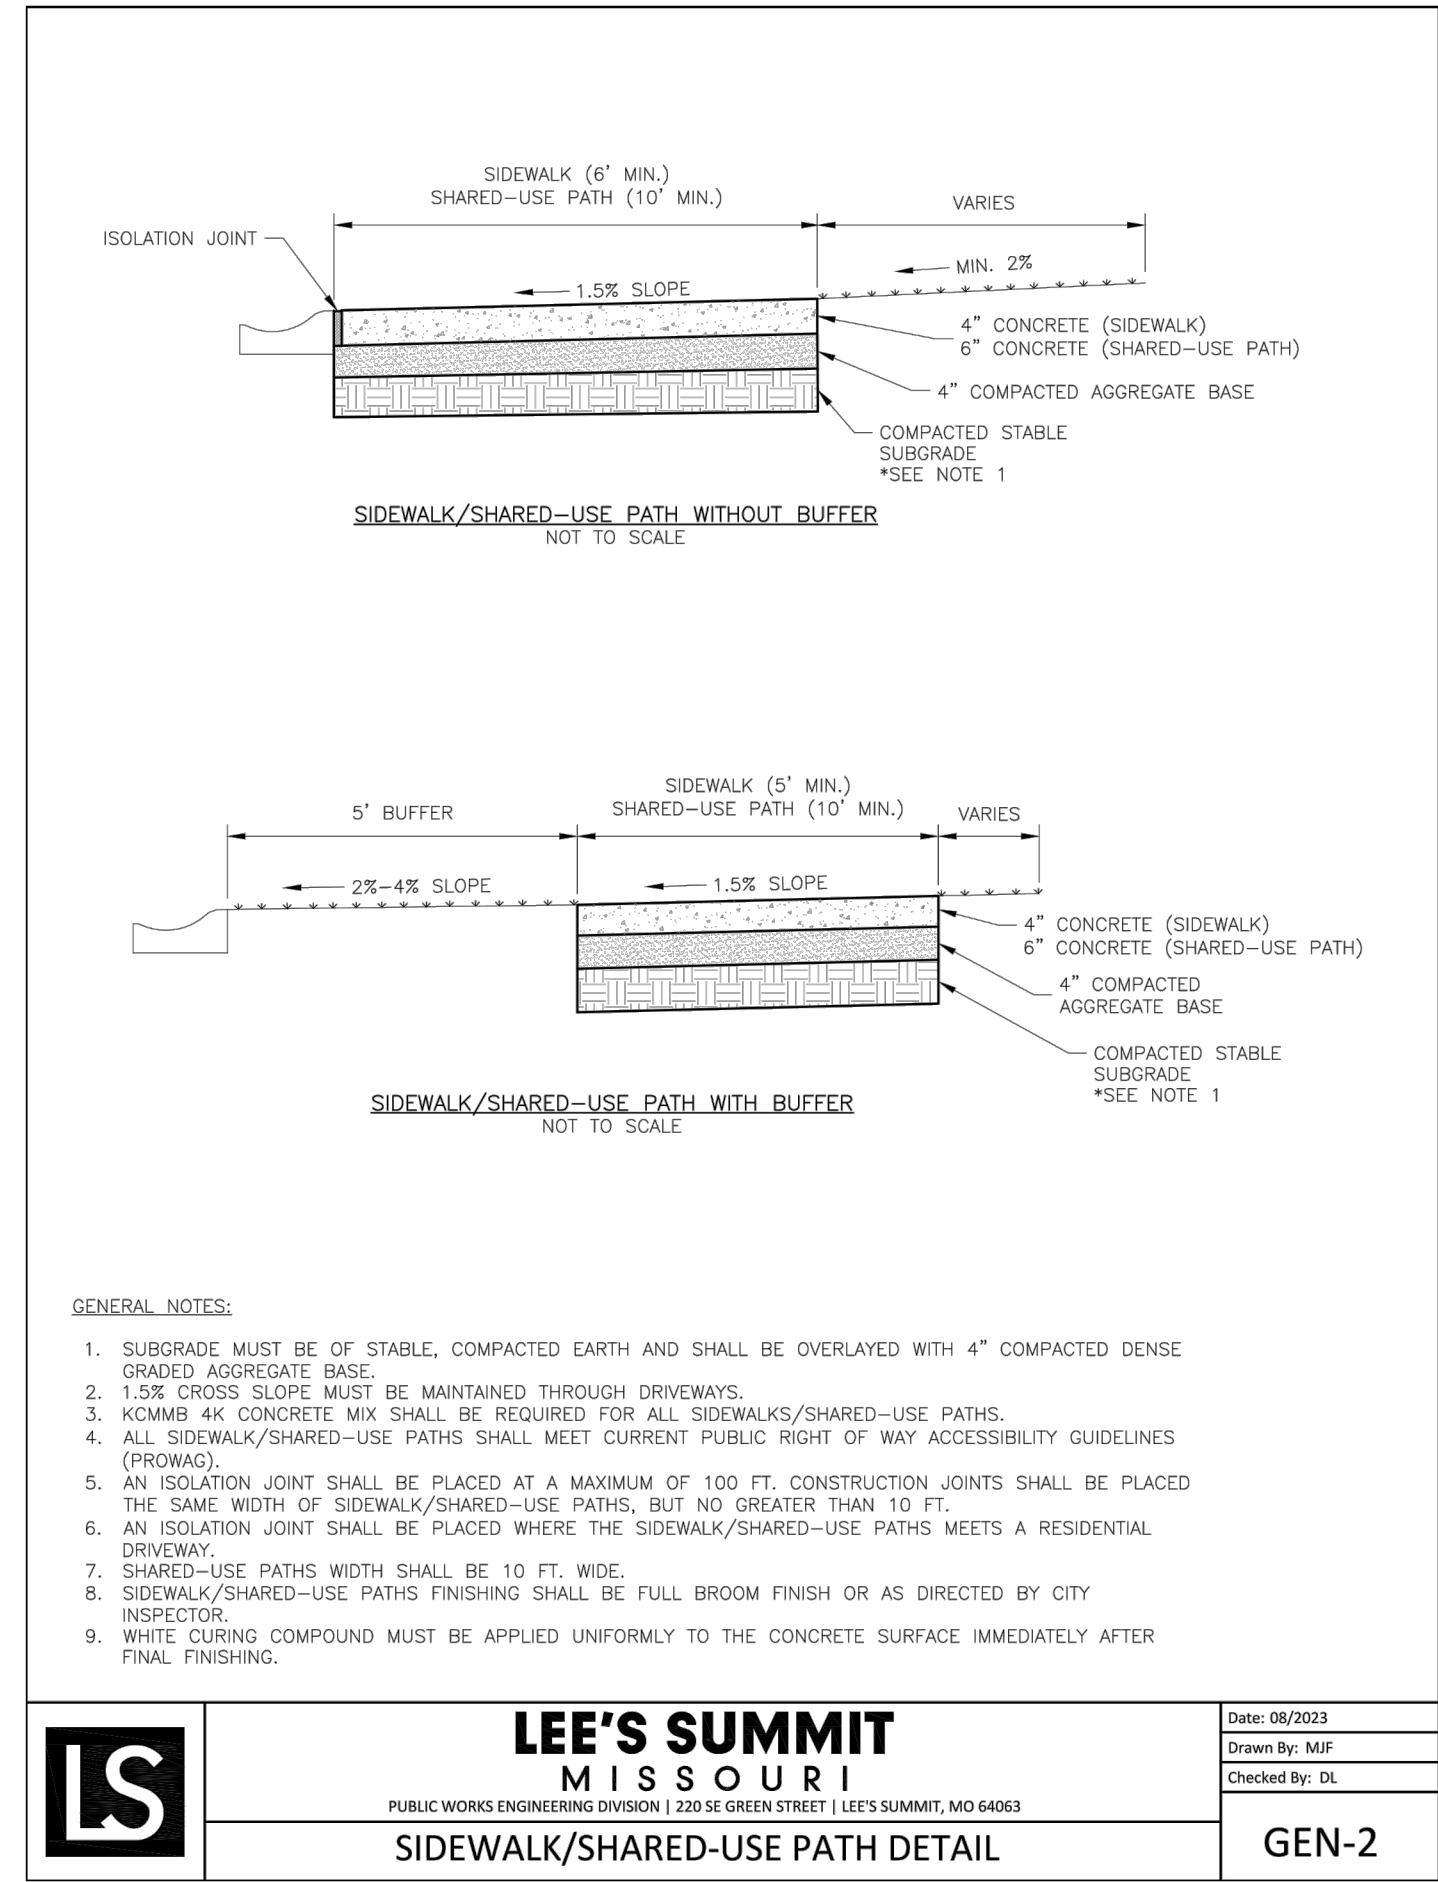 SIDEWALK (6' MIN.)
SHARED-USE PATH (10' MIN.)
VARIES
ISOLATION JOINT
MIN. 2%
1.5% SLOPE
4" CONCRETE (SIDEWALK)
6" CONCRETE (SHARED-USE PATH)
4" COMPACTED AGGREGATE BASE
COMPACTED STABLE
SUBGRADE
*SEE NOTE 1
SIDEWALK/SHARED-USE PATH WITHOUT BUFFER
NOT TO SCALE
SIDEWALK (5' MIN.)
SHARED-USE PATH (10' MIN.)
5' BUFFER
VARIES
2%-4% SLOPE
1.5% SLOPE
4" CONCRETE (SIDEWALK)
6" CONCRETE (SHARED-USE PATH)
4" COMPACTED
AGGREGATE BASE
COMPACTED STABLE
SUBGRADE
*SEE NOTE 1
SIDEWALK/SHARED-USE PATH WITH BUFFER
NOT TO SCALE
GENERAL NOTES:
1. SUBGRADE MUST BE OF STABLE, COMPACTED EARTH AND SHALL BE OVERLAYED WITH 4" COMPACTED DENSE
GRADED AGGREGATE BASE.
2. 1.5% CROSS SLOPE MUST BE MAINTAINED THROUGH DRIVEWAYS.
3. KCMMB 4K CONCRETE MIX SHALL BE REQUIRED FOR ALL SIDEWALKS/SHARED-USE PATHS.
4. ALL SIDEWALK/SHARED-USE PATHS SHALL MEET CURRENT PUBLIC RIGHT OF WAY ACCESSIBILITY GUIDELINES
(PROWAG).
5. AN ISOLATION JOINT SHALL BE PLACED AT A MAXIMUM OF 100 FT. CONSTRUCTION JOINTS SHALL BE PLACED
THE SAME WIDTH OF SIDEWALK/SHARED-USE PATHS, BUT NO GREATER THAN 10 FT.
6. AN ISOLATION JOINT SHALL BE PLACED WHERE THE SIDEWALK/SHARED-USE PATHS MEETS A RESIDENTIAL
DRIVEWAY.
7. SHARED-USE PATHS WIDTH SHALL BE 10 FT. WIDE.
8. SIDEWALK/SHARED-USE PATHS FINISHING SHALL BE FULL BROOM FINISH OR AS DIRECTED BY CITY
INSPECTOR.
9. WHITE CURING COMPOUND MUST BE APPLIED UNIFORMLY TO THE CONCRETE SURFACE IMMEDIATELY AFTER
FINAL FINISHING.
LS
LEE'S SUMMIT
MISSOURI
PUBLIC WORKS ENGINEERING DIVISION | 220 SE GREEN STREET | LEE'S SUMMIT, MO 64063
SIDEWALK/SHARED-USE PATH DETAIL
Date: 08/2023
Drawn By: MJF
Checked By: DL
GEN-2